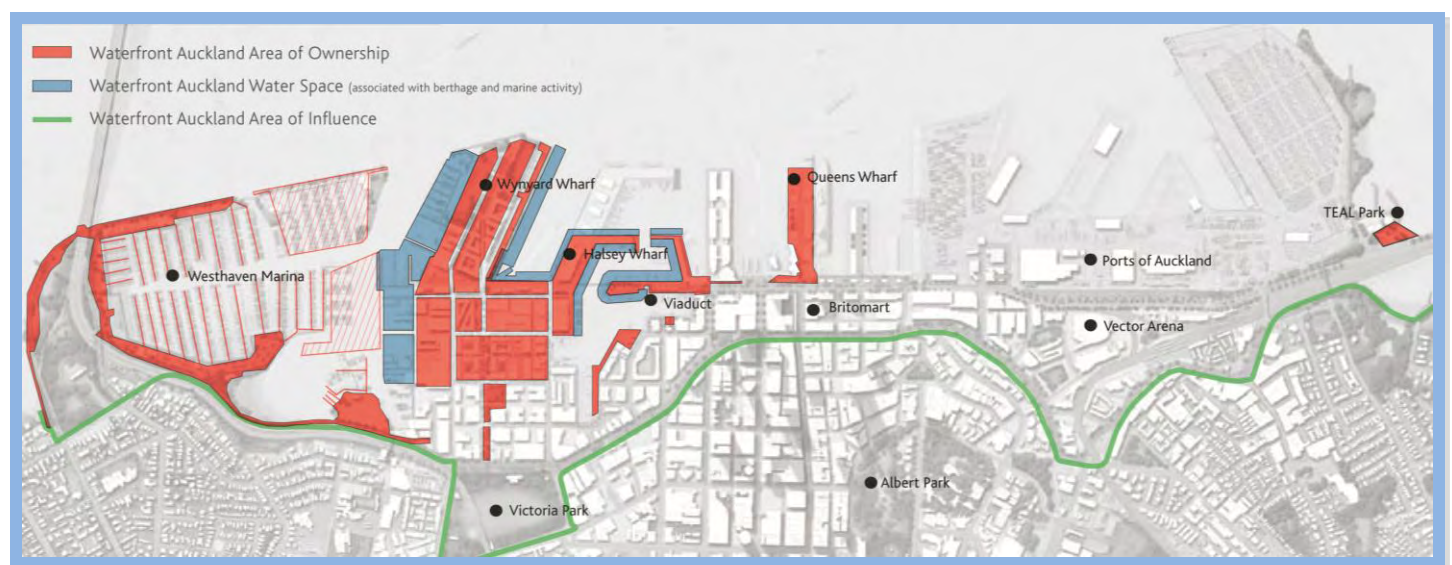 Waterfront Auckland Area of Ownership
Waterfront Auckland Water Space (associated with berthage and marine activity)
Waterfront Auckland Area of Influence
Wynyard Wharf
Queens Wharf
TEAL Park
Halsey Wharf
Ports of Auckland
Westhaven Marina
Viaduct
Britomart
Vector Arena
Albert Park
Victoria Park